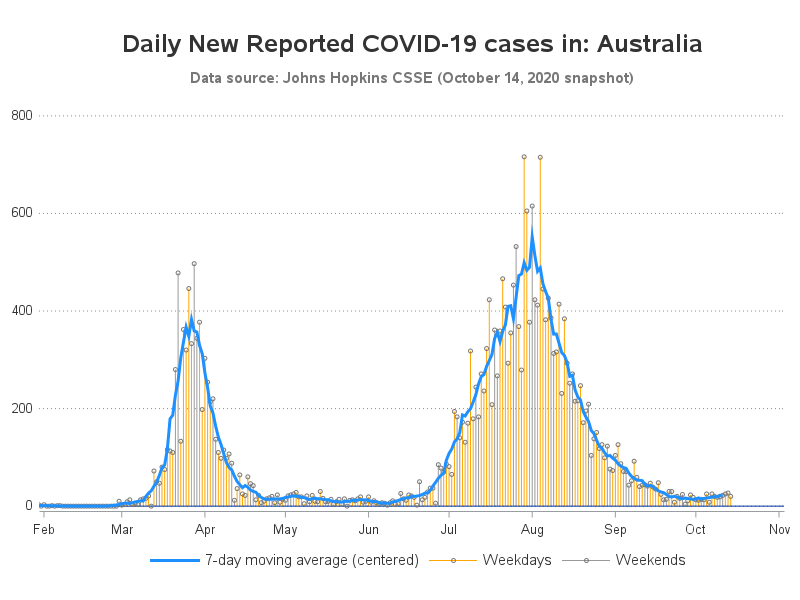 Daily New Reported COVID-19 cases in: Australia
Data source: Johns Hopkins CSSE (October 14, 2020 snapshot)
800
600
400
200
0
Feb Mar Apr May Jun Jul Aug Sep Oct Nov
7-day moving average (centered) Weekdays Weekends